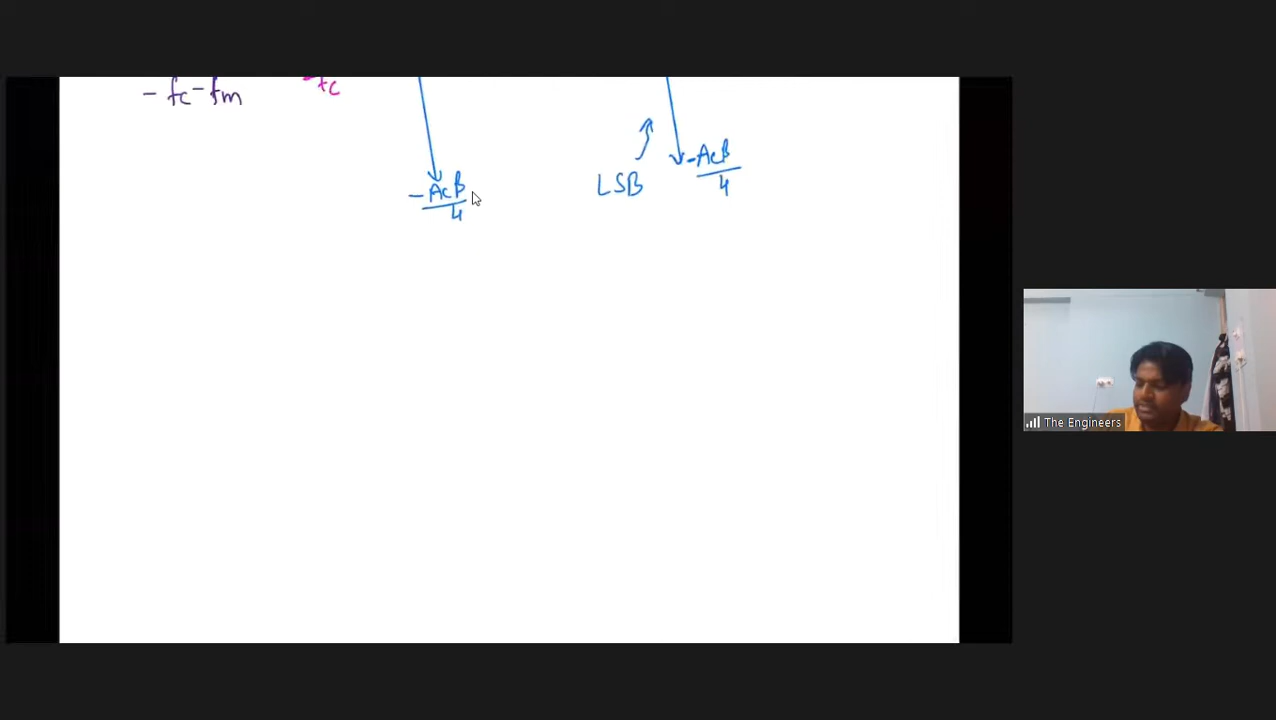 - fc - fm
- fc
- Acβ
4
LSB
- Acβ
4
The Engineers